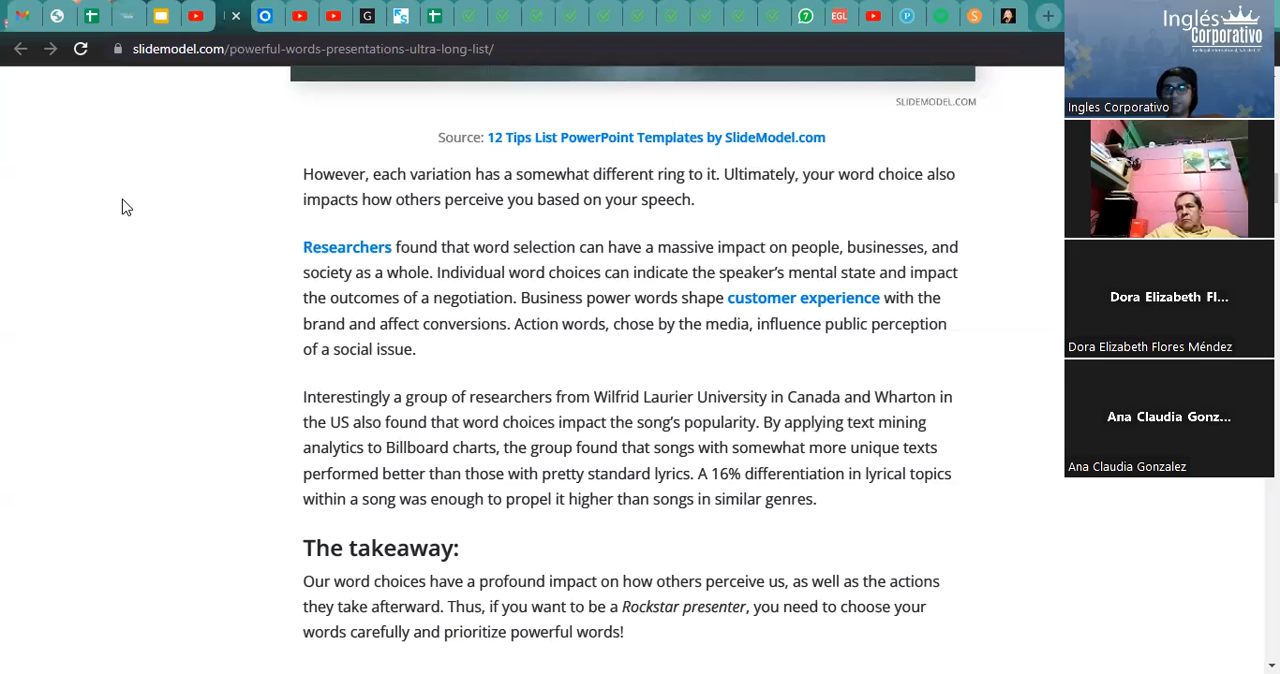 slidemodel.com/powerful-words-presentations-ultra-long-list/
SLIDEMODEL.COM
Source: 12 Tips List PowerPoint Templates by SlideModel.com
However, each variation has a somewhat different ring to it. Ultimately, your word choice also
impacts how others perceive you based on your speech.
Researchers found that word selection can have a massive impact on people, businesses, and
society as a whole. Individual word choices can indicate the speaker's mental state and impact
the outcomes of a negotiation. Business power words shape customer experience with the
brand and affect conversions. Action words, chose by the media, influence public perception
of a social issue.
Interestingly a group of researchers from Wilfrid Laurier University in Canada and Wharton in
the US also found that word choices impact the song's popularity. By applying text mining
analytics to Billboard charts, the group found that songs with somewhat more unique texts
performed better than those with pretty standard lyrics. A 16% differentiation in lyrical topics
within a song was enough to propel it higher than songs in similar genres.
The takeaway:
Our word choices have a profound impact on how others perceive us, as well as the actions
they take afterward. Thus, if you want to be a Rockstar presenter, you need to choose your
words carefully and prioritize powerful words!
Inglés
Corporativo
Ingles Corporativo
Dora Elizabeth Fl...
Dora Elizabeth Flores Méndez
Ana Claudia Gonz...
Ana Claudia Gonzalez
G
EGL
P
S
7